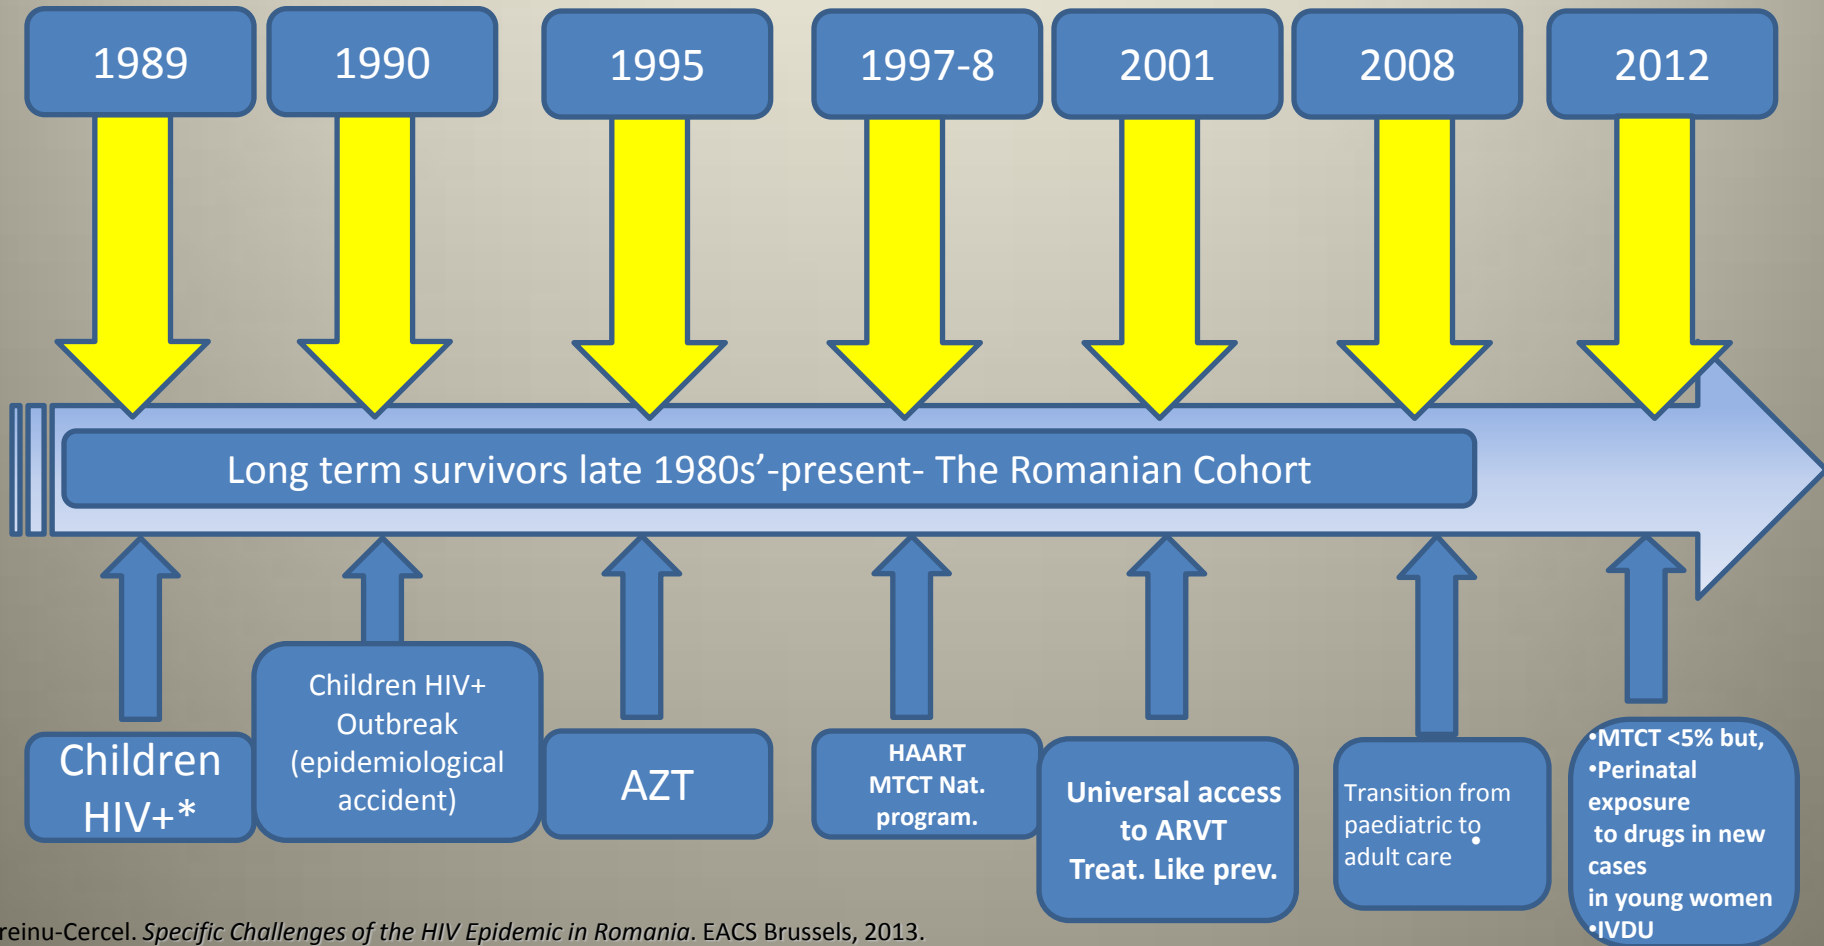 1989
1990
1995
1997-8
2001
2008
2012
Long term survivors late 1980s’-present- The Romanian Cohort
Children
HIV+*
Children HIV+
Outbreak
(epidemiological
accident)
AZT
HAART
MTCT Nat.
program.
Universal access
to ARVT
Treat. Like prev.
Transition from
paediatric to
adult care
•MTCT <5% but,
•Perinatal
exposure
to drugs in new
cases
in young women
•IVDU
reinu-Cercel. Specific Challenges of the HIV Epidemic in Romania. EACS Brussels, 2013.